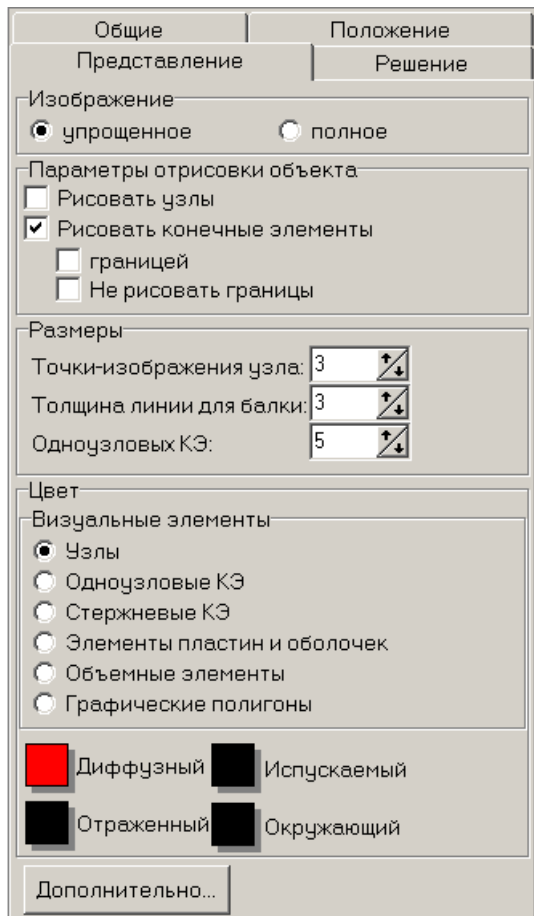 Общие Положение
Представление Решение
Изображение
упрощенное полное
Параметры отрисовки объекта
Рисовать узлы
Рисовать конечные элементы
границей
Не рисовать границы
Размеры
Точки-изображения узла: 3
Толщина линии для балки: 3
Одноузловых КЭ: 5
Цвет
Визуальные элементы
Узлы
Одноузловые КЭ
Стержневые КЭ
Элементы пластин и оболочек
Объемные элементы
Графические полигоны
Диффузный Испускаемый
Отраженный Окружающий
Дополнительно...